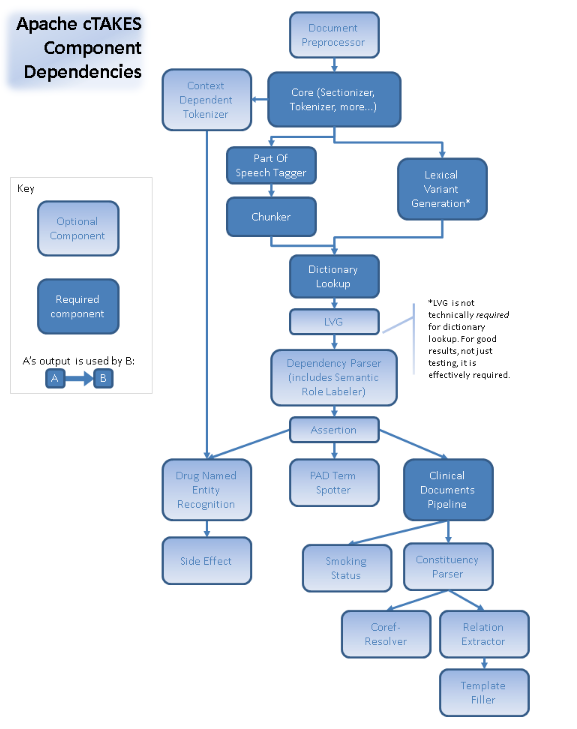 Apache cTAKES
Component
Dependencies
Document
Preprocessor
Context
Dependent
Tokenizer
Core (Sectionizer,
Tokenizer, more...)
Part Of
Speech Tagger
Lexical
Variant
Generation*
Chunker
Key
Optional
Component
Required
component
A's output is used by B:
A
B
Dictionary
Lookup
LVG
*LVG is not
technically required
for dictionary
lookup. For good
results, not just
testing, it is
effectively required.
Dependency Parser
(includes Semantic
Role Labeler)
Assertion
Drug Named
Entity
Recognition
PAD Term
Spotter
Clinical
Documents
Pipeline
Side Effect
Smoking
Status
Constituency
Parser
Coref-
Resolver
Relation
Extractor
Template
Filler